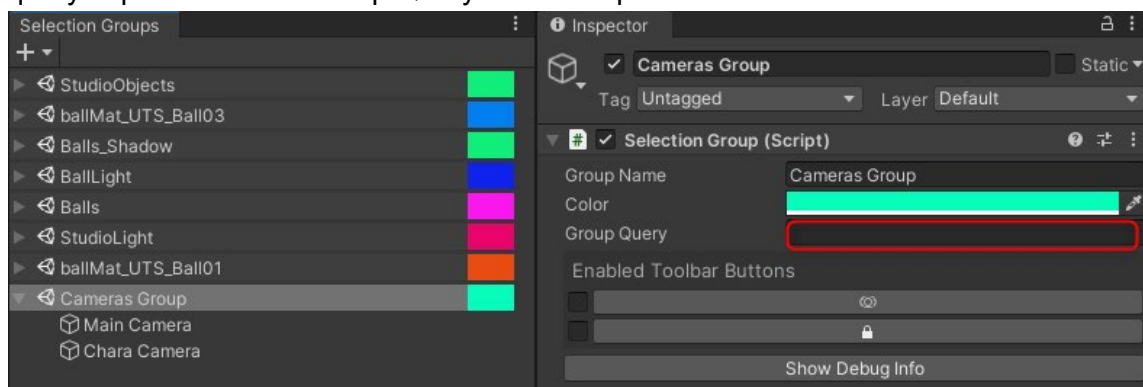 Selection Groups
StudioObjects
ballMat_UTS_Ball03
Balls_Shadow
BallLight
Balls
StudioLight
ballMat_UTS_Ball01
Cameras Group
Main Camera
Chara Camera
Inspector
Cameras Group
Static
Tag Untagged Layer Default
# Selection Group (Script)
Group Name Cameras Group
Color
Group Query
Enabled Toolbar Buttons
Show Debug Info